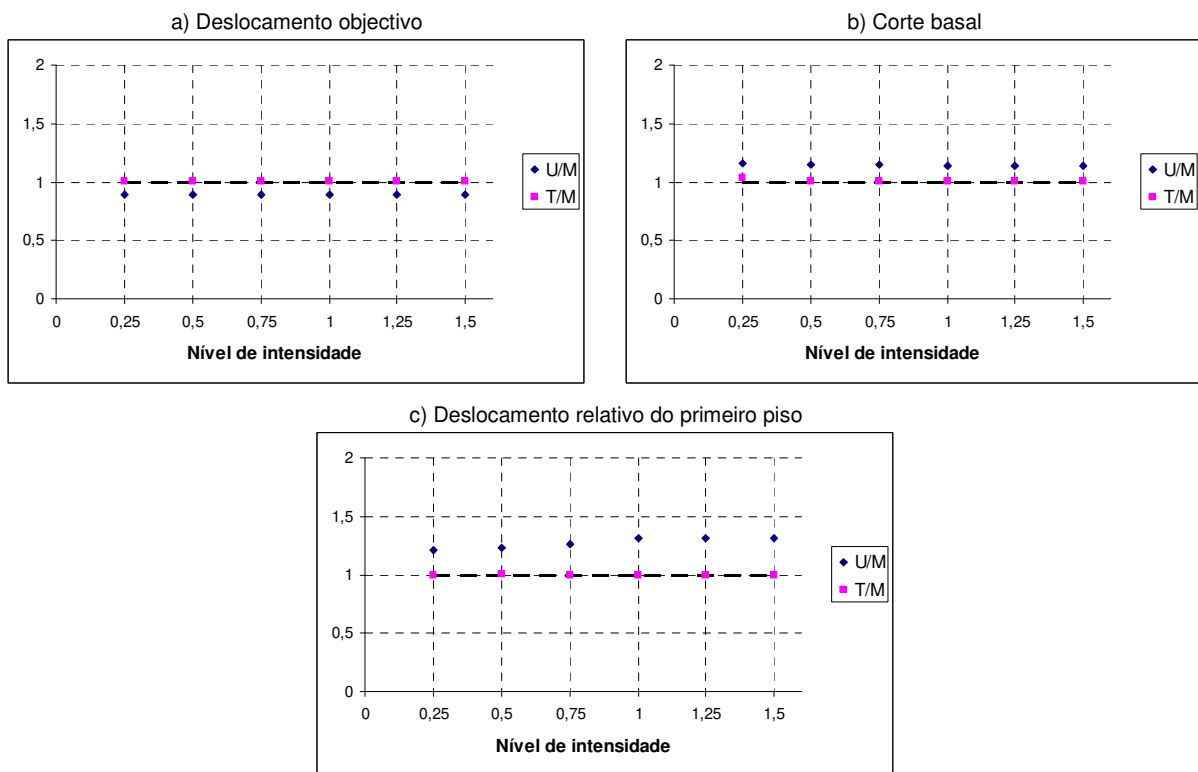 a) Deslocamento objectivo
2
1,5
1
0,5
0
0 0,25 0,5 0,75 1 1,25 1,5
Nível de intensidade
U/M
T/M
b) Corte basal
2
1,5
1
0,5
0
0 0,25 0,5 0,75 1 1,25 1,5
Nível de intensidade
U/M
T/M
c) Deslocamento relativo do primeiro piso
2
1,5
1
0,5
0
0 0,25 0,5 0,75 1 1,25 1,5
Nível de intensidade
U/M
T/M